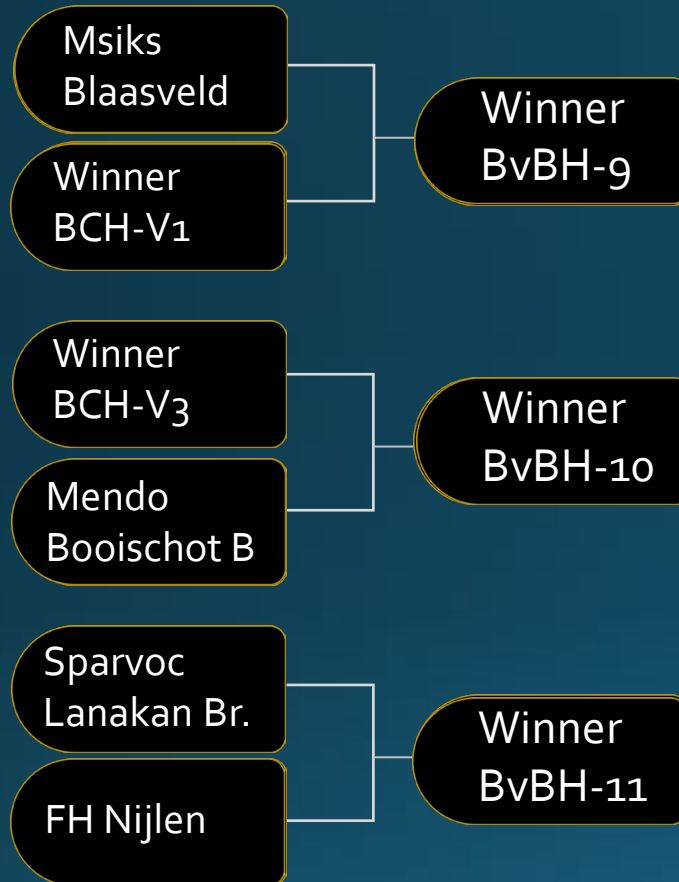 Msiks
Blaasveld
Winner
BCH-V1
Winner
BvBH-9
Winner
BCH-V3
Mendo
Booischot B
Winner
BvBH-10
Sparvoc
Lanakan Br.
FH Nijlen
Winner
BvBH-11